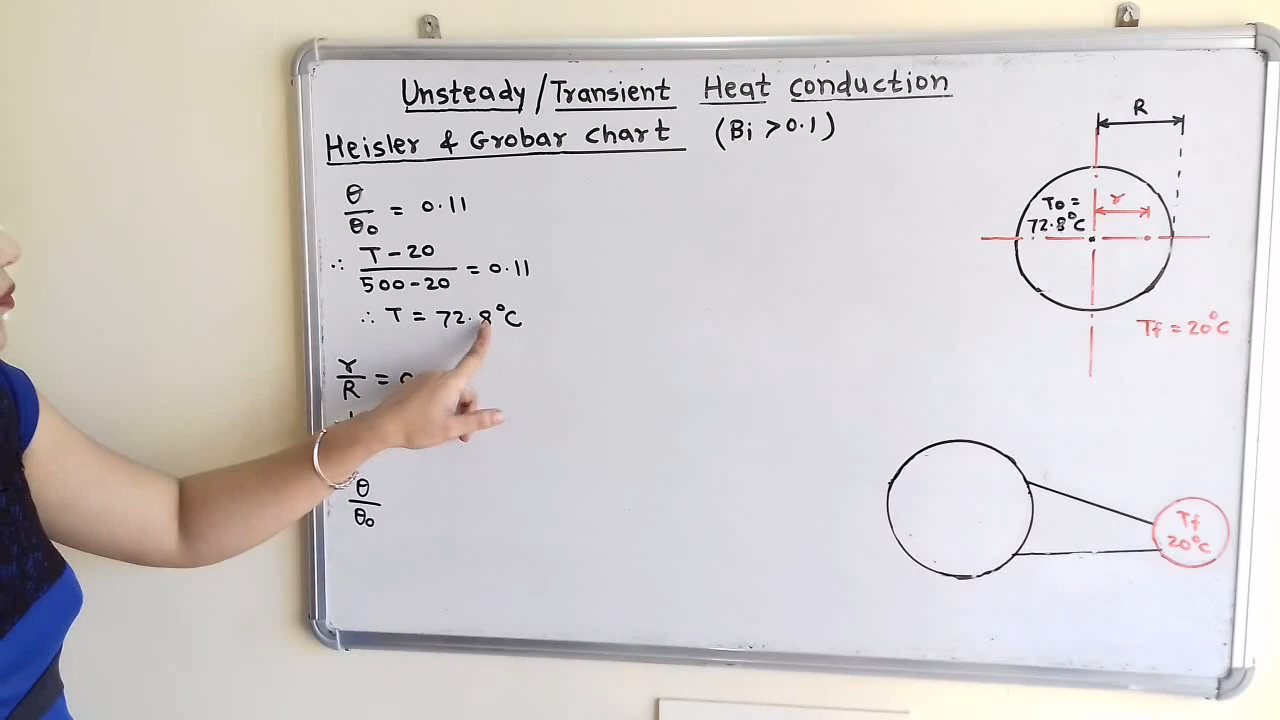 Unsteady/Transient Heat conduction
Heisler & Grobar chart (Bi > 0.1)
θ/θo = 0.11
∴ T - 20 / 500 - 20 = 0.11
∴ T = 72.8°C
r/R =
θ/θo
R
To =
72.8°C
r
Tf = 20°C
Tf
20°C